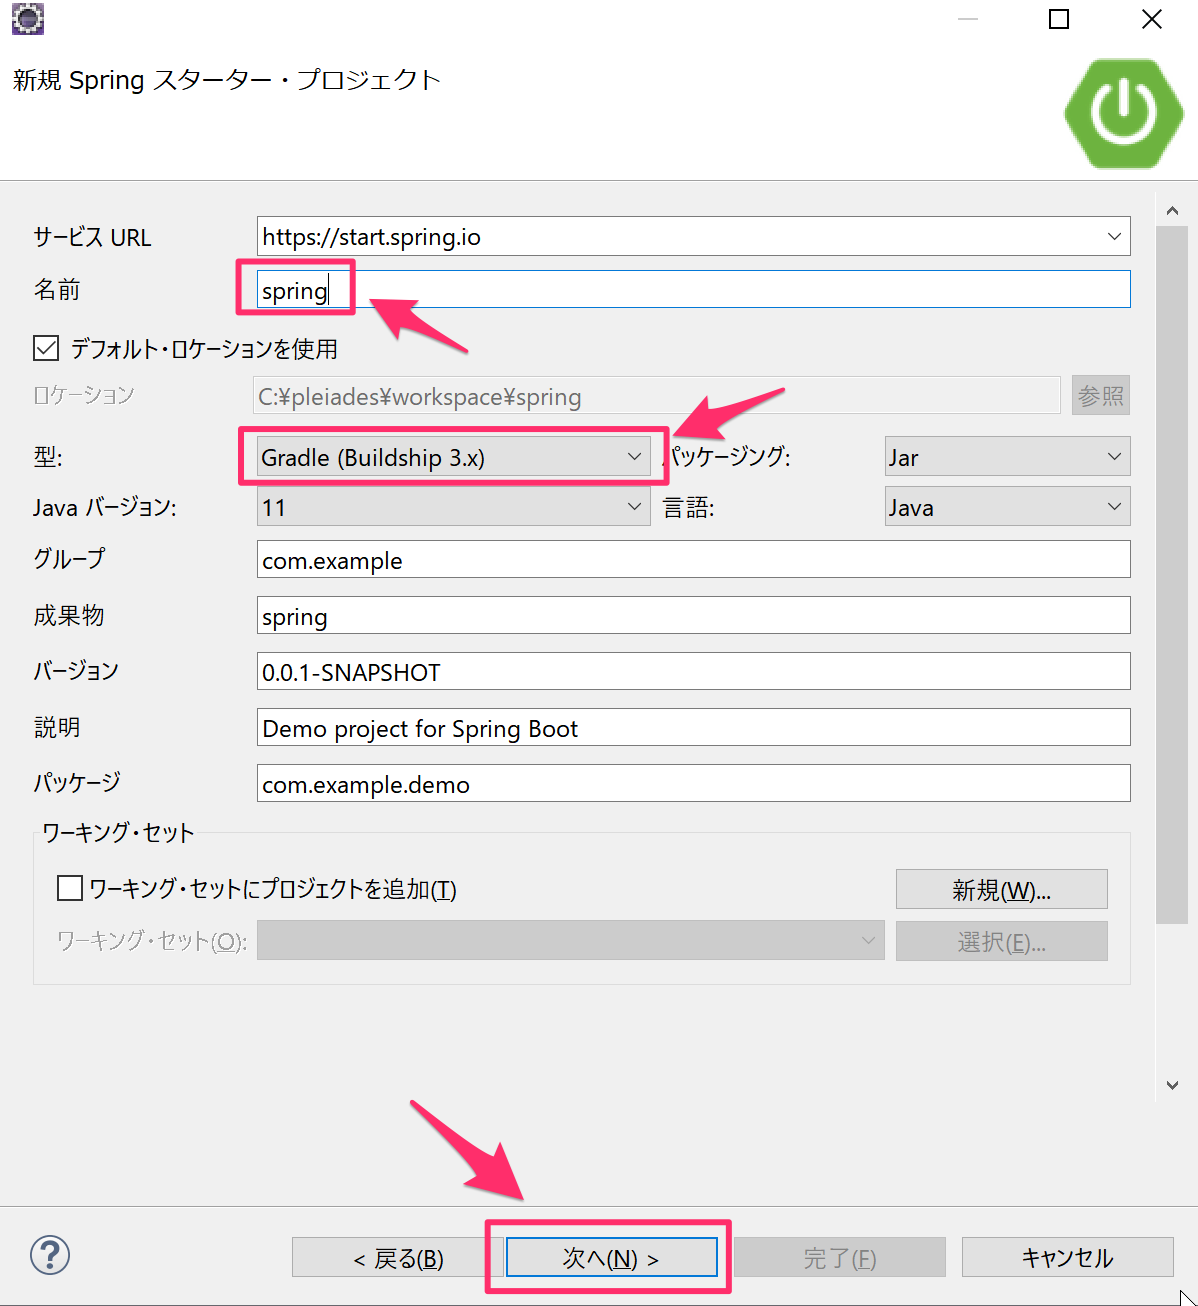 新規 Spring スターター・プロジェクト
サービス URL https://start.spring.io
名前 spring
デフォルト・ロケーションを使用
ロケーション C:¥pleiades¥workspace¥spring 参照
型: Gradle (Buildship 3.x) パッケージング: Jar
Java バージョン: 11 言語: Java
グループ com.example
成果物 spring
バージョン 0.0.1-SNAPSHOT
説明 Demo project for Spring Boot
パッケージ com.example.demo
ワーキング・セット
ワーキング・セットにプロジェクトを追加(T) 新規(W)...
ワーキング・セット(O): 選択(E)...
? < 戻る(B) 次へ(N) > 完了(F) キャンセル